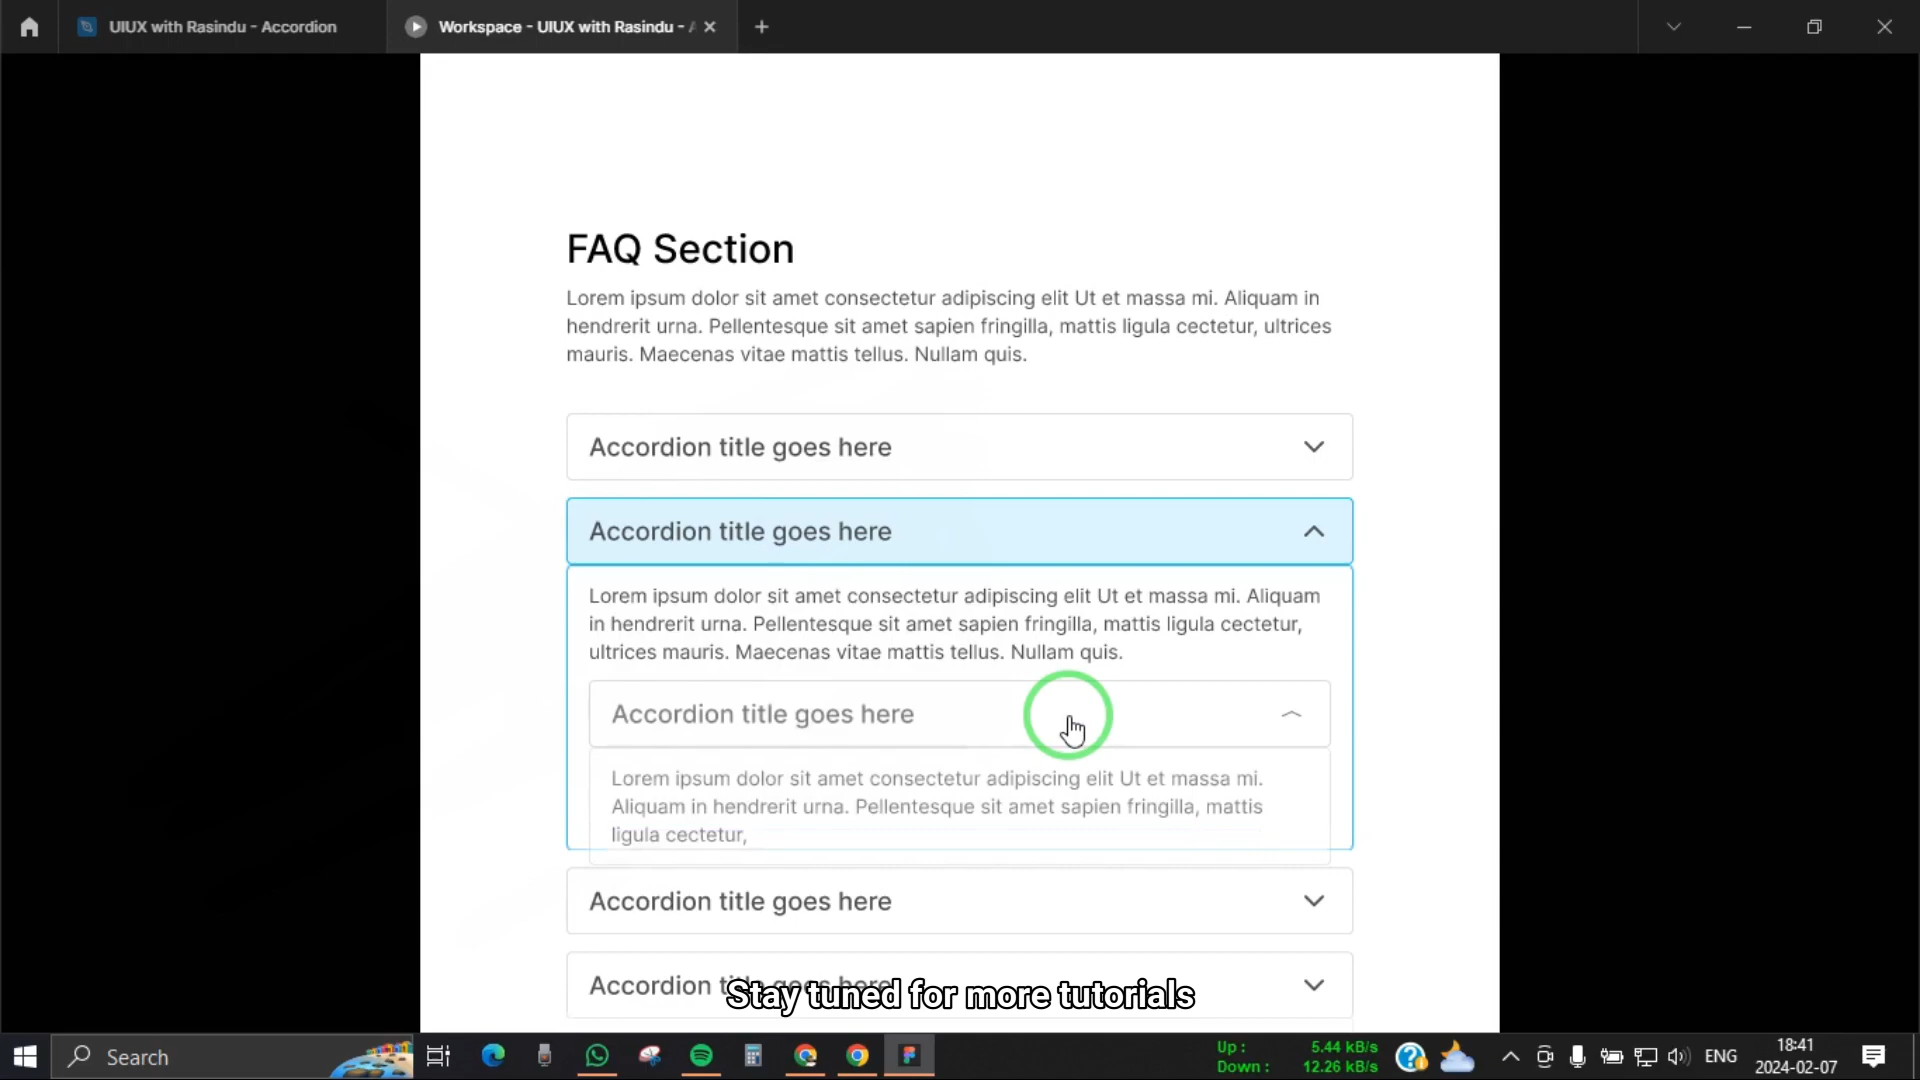 UIUX with Rasindu - Accordion
Workspace - UIUX with Rasindu -
FAQ Section
Lorem ipsum dolor sit amet consectetur adipiscing elit Ut et massa mi. Aliquam in
hendrerit urna. Pellentesque sit amet sapien fringilla, mattis ligula cectetur, ultrices
mauris. Maecenas vitae mattis tellus. Nullam quis.
Accordion title goes here
Accordion title goes here
Lorem ipsum dolor sit amet consectetur adipiscing elit Ut et massa mi. Aliquam
in hendrerit urna. Pellentesque sit amet sapien fringilla, mattis ligula cectetur,
ultrices mauris. Maecenas vitae mattis tellus. Nullam quis.
Accordion title goes here
Lorem ipsum dolor sit amet consectetur adipiscing elit Ut et massa mi.
Aliquam in hendrerit urna. Pellentesque sit amet sapien fringilla, mattis
ligula cectetur,
Accordion title goes here
Accordion title goes here
Stay tuned for more tutorials
Search
Up : 5.44 kB/s
Down : 12.26 kB/s
ENG
18:41
2024-02-07